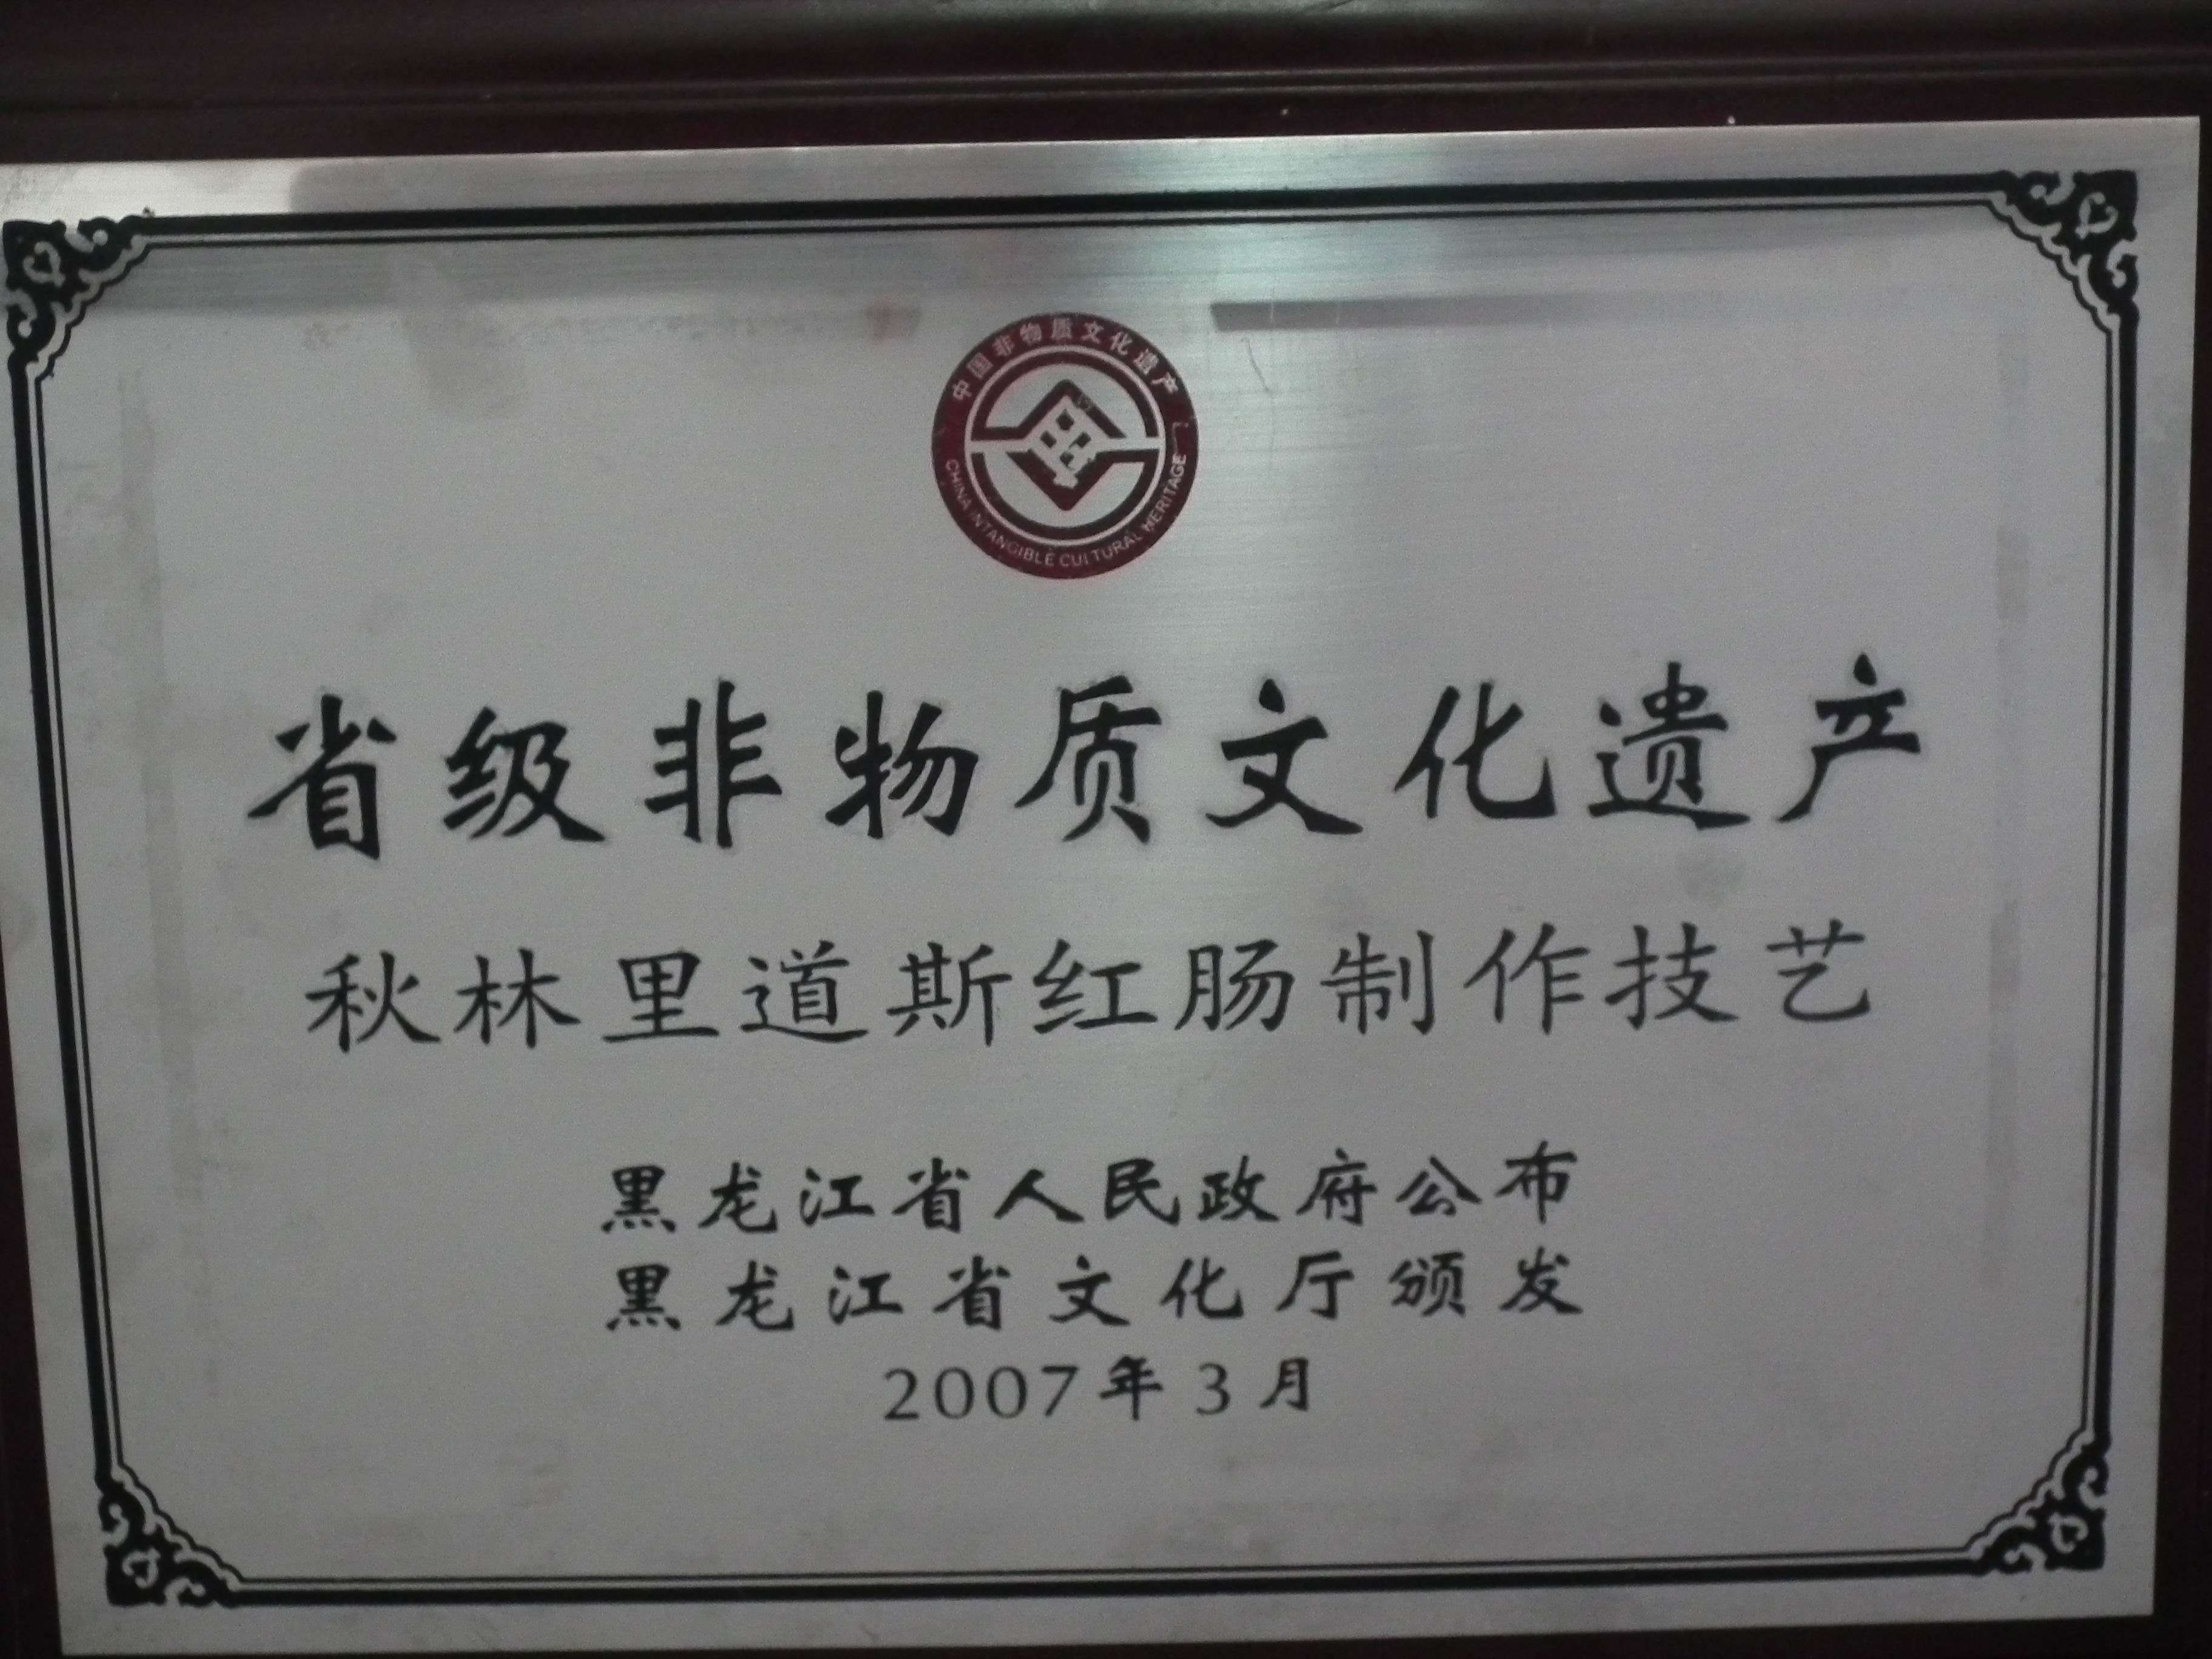 中国非物质文化遗产
CHINA INTANGIBLE CULTURAL HERITAGE
省级非物质文化遗产
秋林里道斯红肠制作技艺
黑龙江省人民政府公布
黑龙江省文化厅颁发
2007年3月